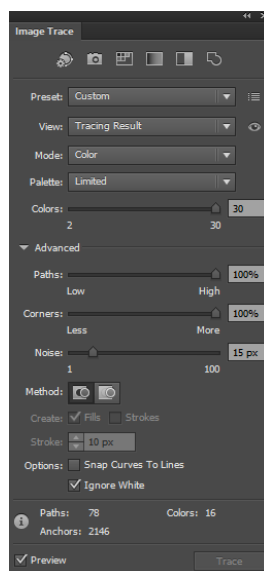 Image Trace
Preset: Custom
View: Tracing Result
Mode: Color
Palette: Limited
Colors: 30
2 30
Advanced
Paths: 100%
Low High
Corners: 100%
Less More
Noise: 15 px
1 100
Method:
Create: Fills Strokes
Stroke: 10 px
Options: Snap Curves To Lines
Ignore White
Paths: 78 Colors: 16
Anchors: 2146
Preview Trace